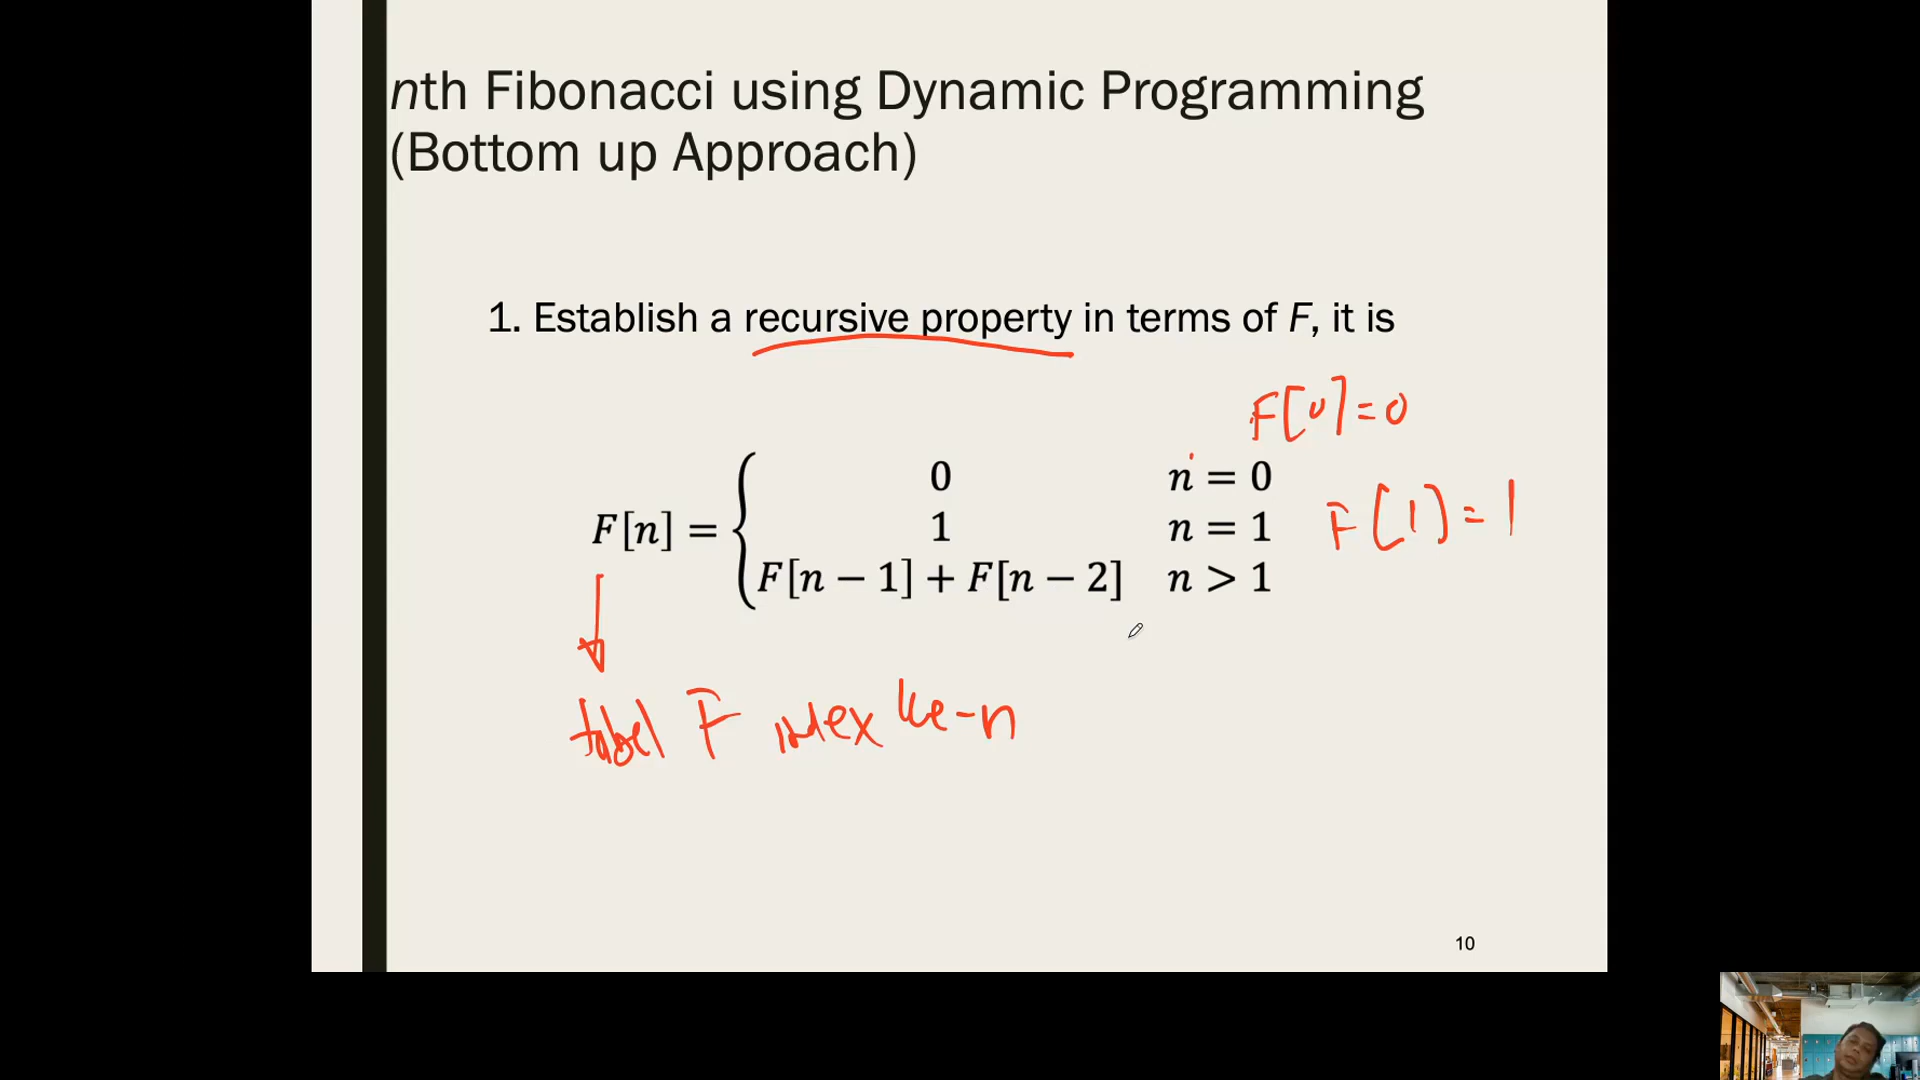 nth Fibonacci using Dynamic Programming
(Bottom up Approach)
1. Establish a recursive property in terms of F, it is
F[0]=0
0 n = 0
F[n] = 1 n = 1
F[1]=1
F[n − 1] + F[n − 2] n > 1
tabel F index ke-n
10